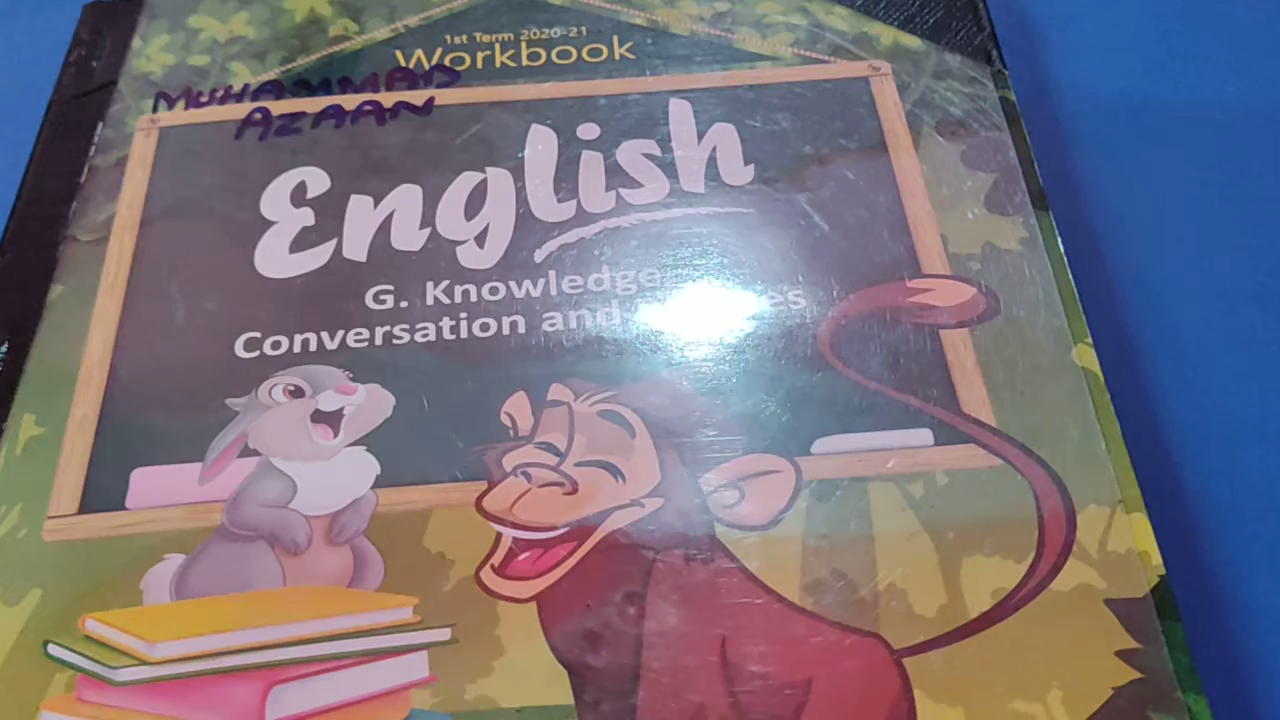 1st Term 2020-21
Workbook
MUHAMMAD
AZAAN
English
G. Knowledge
Conversation and